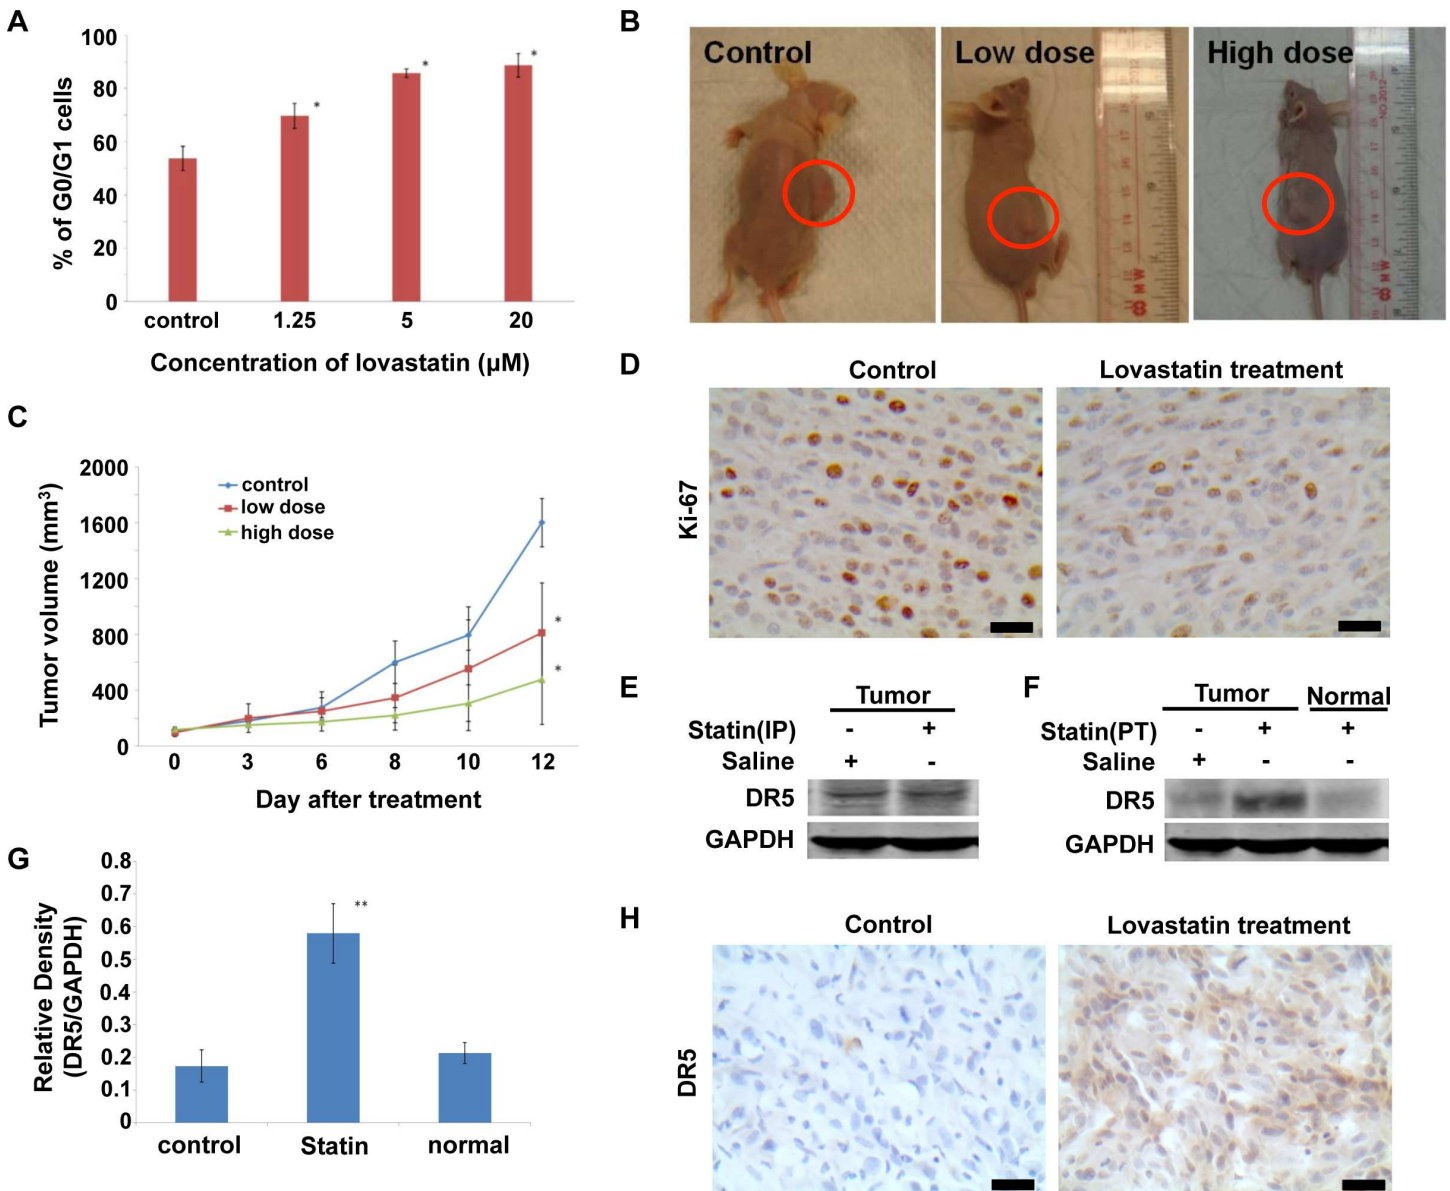 A
100
80
60
40
20
0
% of G0/G1 cells
*
*
*
control 1.25 5 20
Concentration of lovastatin (μM)
B
Control
Low dose
High dose
NO.2012
MW
MW
C
2000
1600
1200
800
400
0
Tumor volume (mm³)
control
low dose
high dose
*
*
0 3 6 8 10 12
Day after treatment
D
Control Lovastatin treatment
Ki-67
E
Tumor
Statin(IP) - +
Saline + -
DR5
GAPDH
F
Tumor Normal
Statin(PT) - + +
Saline + - -
DR5
GAPDH
G
0.8
0.7
0.6
0.5
0.4
0.3
0.2
0.1
0
Relative Density
(DR5/GAPDH)
**
control Statin normal
H
Control Lovastatin treatment
DR5